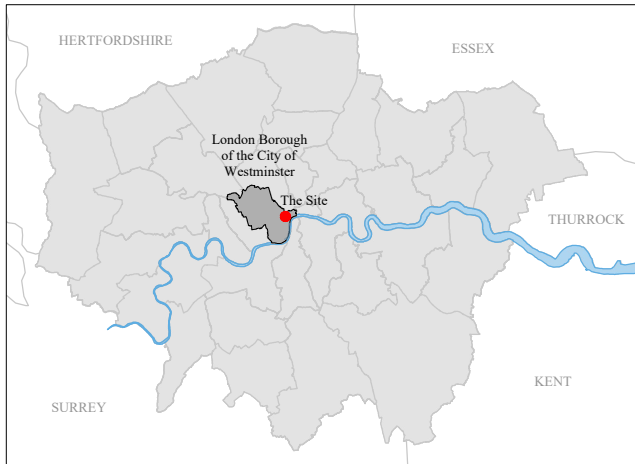 HERTFORDSHIRE
ESSEX
London Borough
of the City of
Westminster
The Site
THURROCK
KENT
SURREY